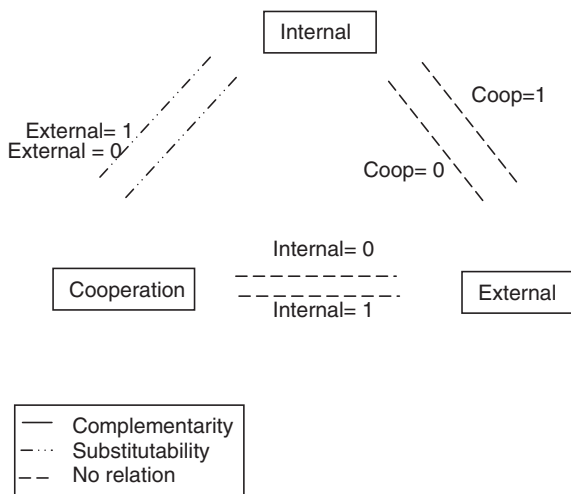 Internal
External= 1
External = 0
Coop=1
Coop= 0
Internal= 0
Cooperation
External
Internal= 1
Complementarity
Substitutability
No relation